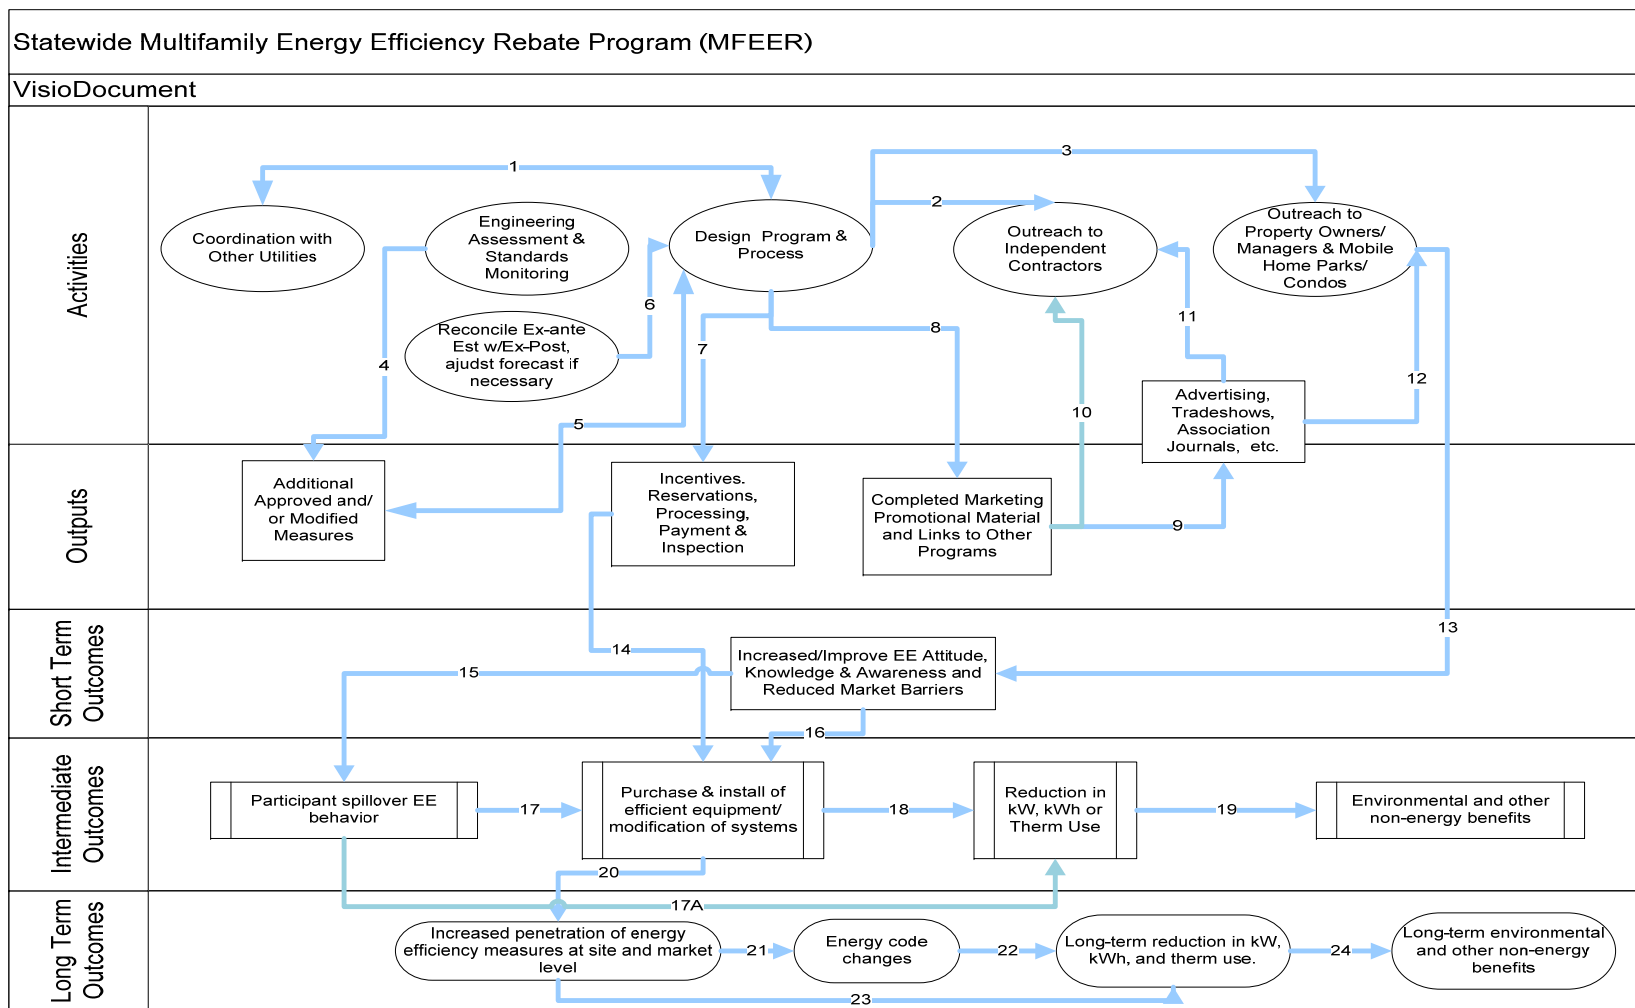 Statewide Multifamily Energy Efficiency Rebate Program (MFEER)
VisioDocument
Activities
1
3
2
Coordination with
Other Utilities
Engineering
Assessment &
Standards
Monitoring
Design Program &
Process
Outreach to
Independent
Contractors
Outreach to
Property Owners/
Managers & Mobile
Home Parks/
Condos
6
Reconcile Ex-ante
Est w/Ex-Post,
ajudst forecast if
necessary
4
5
7
8
10
11
12
Advertising,
Tradeshows,
Association
Journals, etc.
Outputs
Additional
Approved and/
or Modified
Measures
Incentives.
Reservations,
Processing,
Payment &
Inspection
Completed Marketing
Promotional Material
and Links to Other
Programs
9
13
Short Term
Outcomes
14
15
Increased/Improve EE Attitude,
Knowledge & Awareness and
Reduced Market Barriers
16
Intermediate
Outcomes
Participant spillover EE
behavior
17
Purchase & install of
efficient equipment/
modification of systems
18
Reduction in
kW, kWh or
Therm Use
19
Environmental and other
non-energy benefits
20
17A
Long Term
Outcomes
Increased penetration of energy
efficiency measures at site and market
level
21
Energy code
changes
22
Long-term reduction in kW,
kWh, and therm use.
24
Long-term environmental
and other non-energy
benefits
23